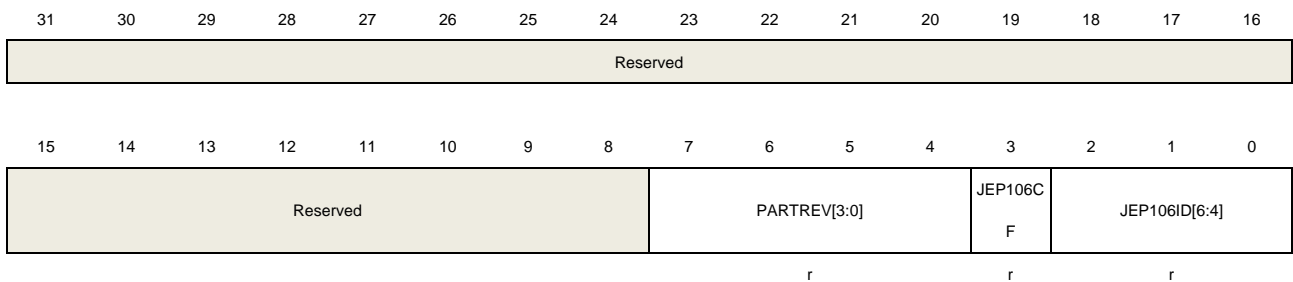 31 30 29 28 27 26 25 24 23 22 21 20 19 18 17 16
Reserved
15 14 13 12 11 10 9 8 7 6 5 4 3 2 1 0
Reserved PARTREV[3:0] JEP106C F JEP106ID[6:4]
r r r